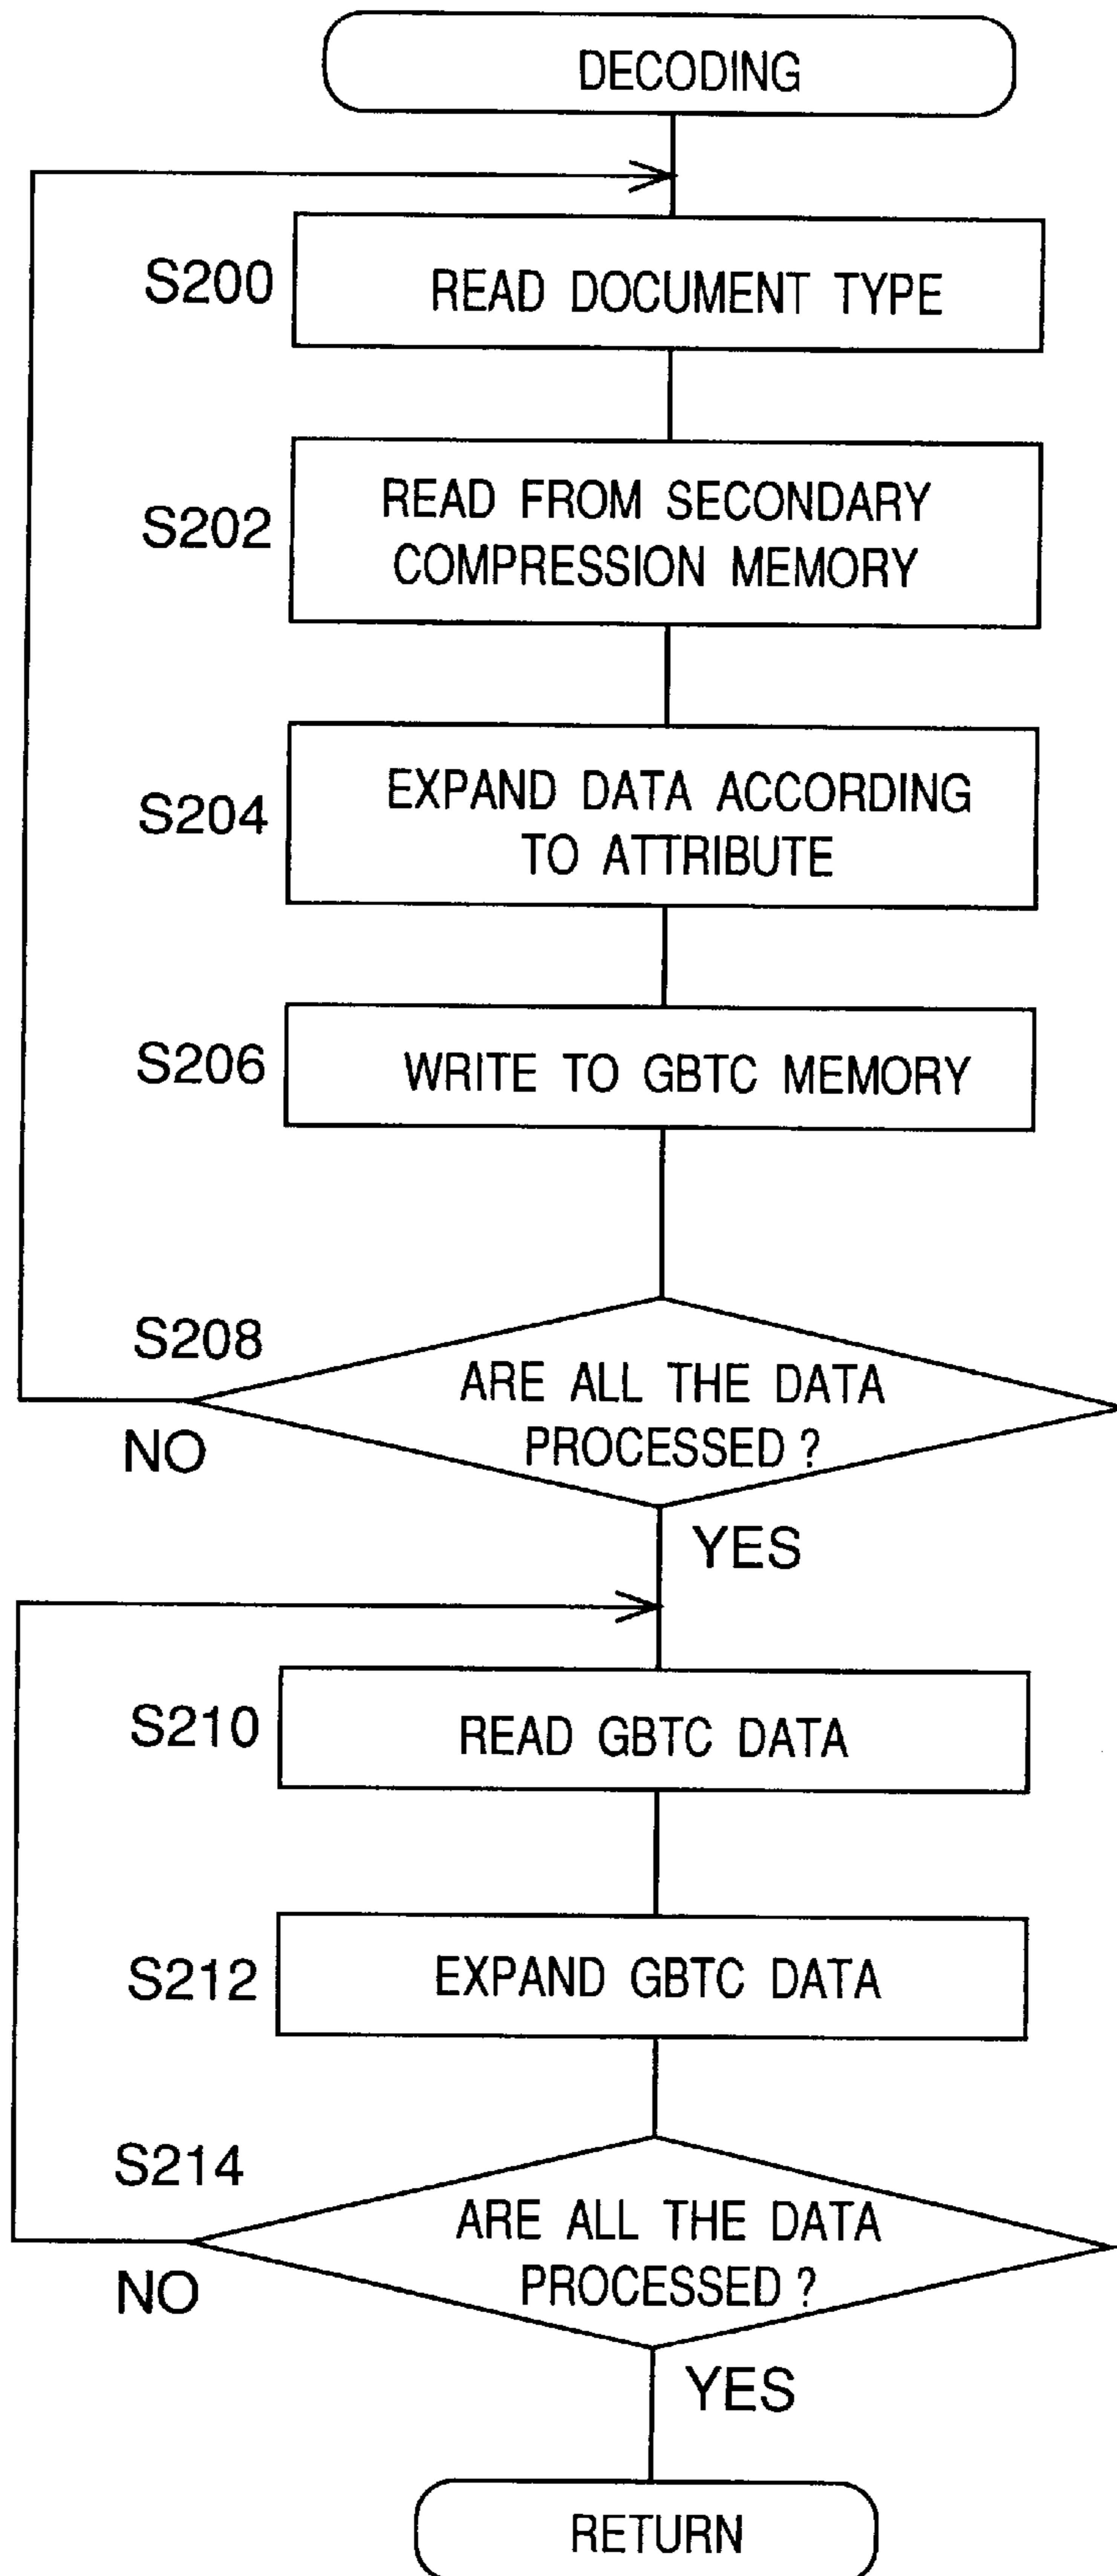 DECODING
S200
READ DOCUMENT TYPE
S202
READ FROM SECONDARY
COMPRESSION MEMORY
S204
EXPAND DATA ACCORDING
TO ATTRIBUTE
S206
WRITE TO GBTC MEMORY
S208
ARE ALL THE DATA
PROCESSED ?
NO
YES
S210
READ GBTC DATA
S212
EXPAND GBTC DATA
S214
ARE ALL THE DATA
PROCESSED ?
NO
YES
RETURN